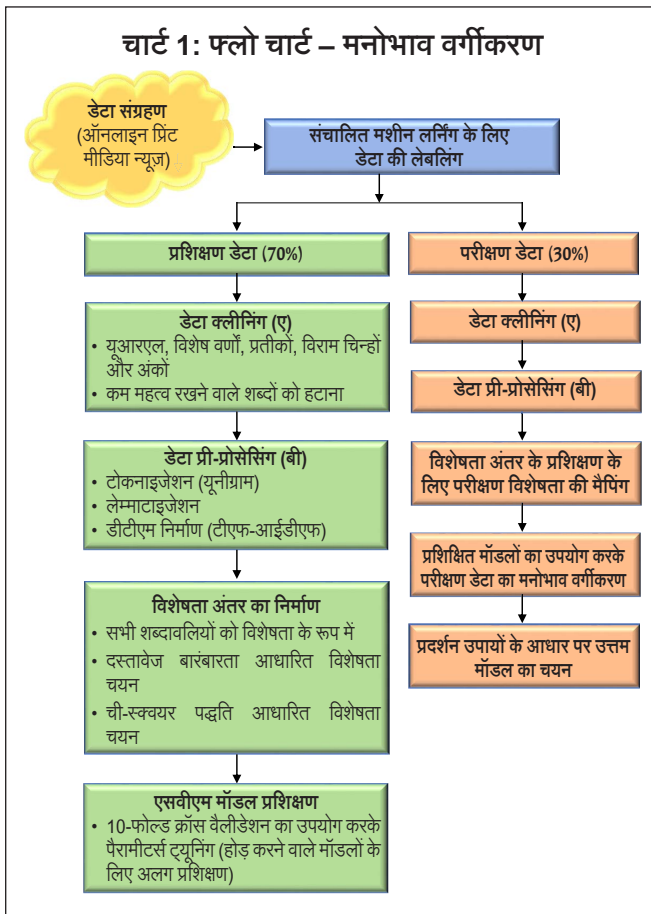 चार्ट 1: फ्लो चार्ट – मनोभाव वर्गीकरण
डेटा संग्रहण
(ऑनलाइन प्रिंट
मीडिया न्यूज़)
संचालित मशीन लर्निंग के लिए
डेटा की लेबलिंग
प्रशिक्षण डेटा (70%)
डेटा क्लीनिंग (ए)
• यूआरएल, विशेष वर्णों, प्रतीकों, विराम चिन्हों
और अंकों
• कम महत्व रखने वाले शब्दों को हटाना
डेटा प्री-प्रोसेसिंग (बी)
• टोकनाइजेशन (यूनीग्राम)
• लेम्माटाइजेशन
• डीटीएम निर्माण (टीएफ-आईडीएफ)
विशेषता अंतर का निर्माण
• सभी शब्दावलियों को विशेषता के रूप में
• दस्तावेज बारंबारता आधारित विशेषता
चयन
• ची-स्क्वयर पद्धति आधारित विशेषता
चयन
एसवीएम मॉडल प्रशिक्षण
• 10-फोल्ड क्रॉस वैलीडेशन का उपयोग करके
पैरामीटर्स ट्यूनिंग (होड़ करने वाले मॉडलों के
लिए अलग प्रशिक्षण)
परीक्षण डेटा (30%)
डेटा क्लीनिंग (ए)
डेटा प्री-प्रोसेसिंग (बी)
विशेषता अंतर के प्रशिक्षण के
लिए परीक्षण विशेषता की मैपिंग
प्रशिक्षित मॉडलों का उपयोग करके
परीक्षण डेटा का मनोभाव वर्गीकरण
प्रदर्शन उपायों के आधार पर उत्तम
मॉडल का चयन